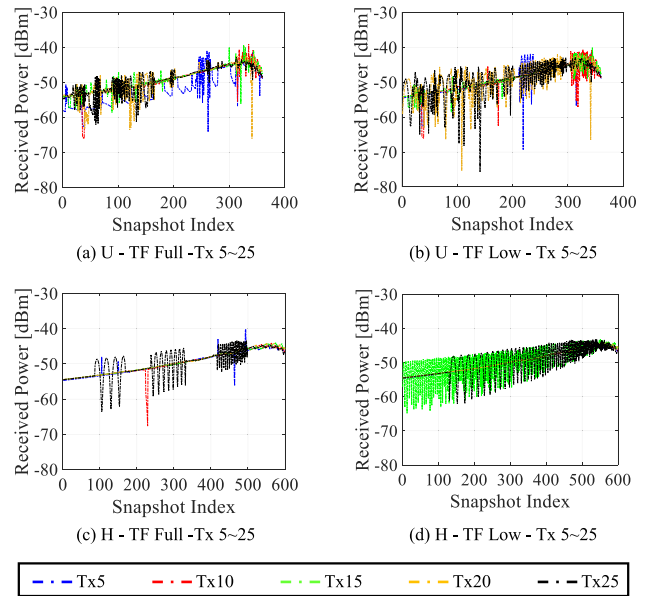 -30
-40
-50
-60
-70
-80
Received Power [dBm]
0 100 200 300 400
Snapshot Index
(a) U - TF Full -Tx 5~25
-30
-40
-50
-60
-70
-80
Received Power [dBm]
0 100 200 300 400
Snapshot Index
(b) U - TF Low - Tx 5~25
-30
-40
-50
-60
-70
-80
Received Power [dBm]
0 100 200 300 400 500 600
Snapshot Index
(c) H - TF Full -Tx 5~25
-30
-40
-50
-60
-70
-80
Received Power [dBm]
0 100 200 300 400 500 600
Snapshot Index
(d) H - TF Low - Tx 5~25
Tx5 Tx10 Tx15 Tx20 Tx25